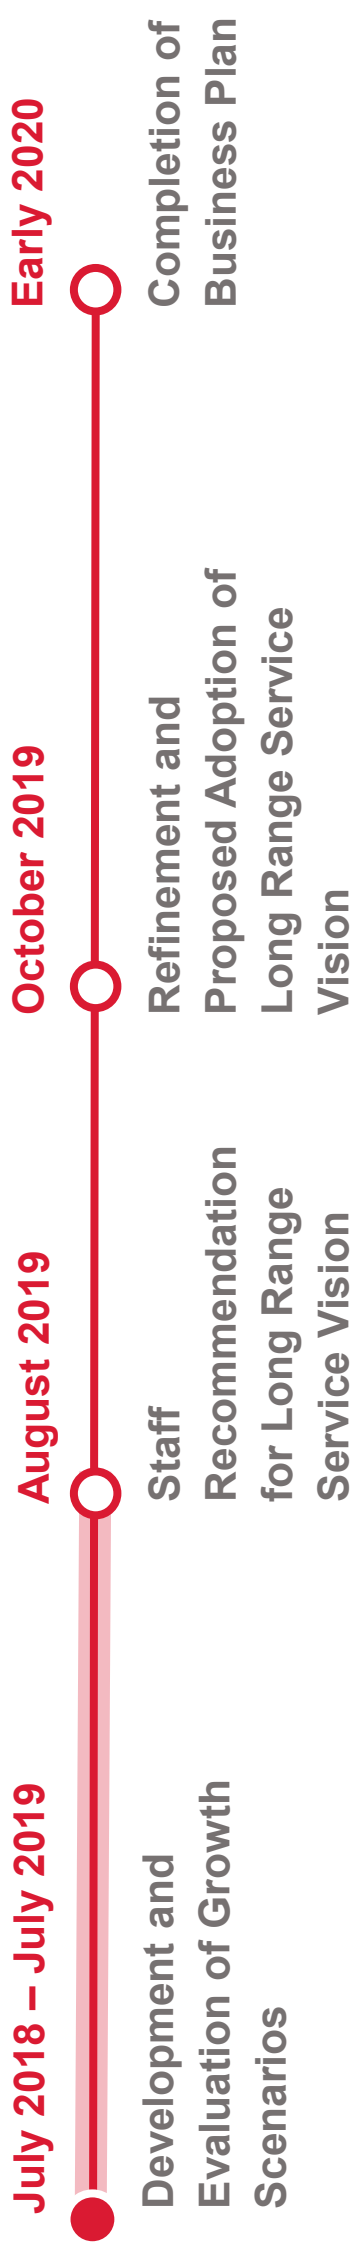 July 2018 – July 2019
Development and
Evaluation of Growth
Scenarios
August 2019
Staff
Recommendation
for Long Range
Service Vision
October 2019
Refinement and
Proposed Adoption of
Long Range Service
Vision
Early 2020
Completion of
Business Plan